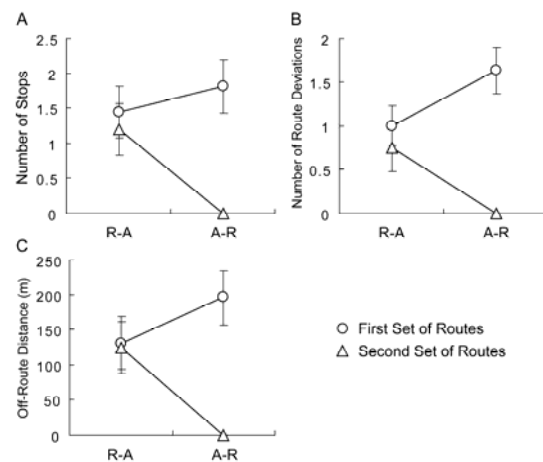 A
Number of Stops
2.5
2
1.5
1
0.5
0
R-A A-R
B
Number of Route Deviations
2
1.5
1
0.5
0
R-A A-R
C
Off-Route Distance (m)
250
200
150
100
50
0
R-A A-R
First Set of Routes
Second Set of Routes